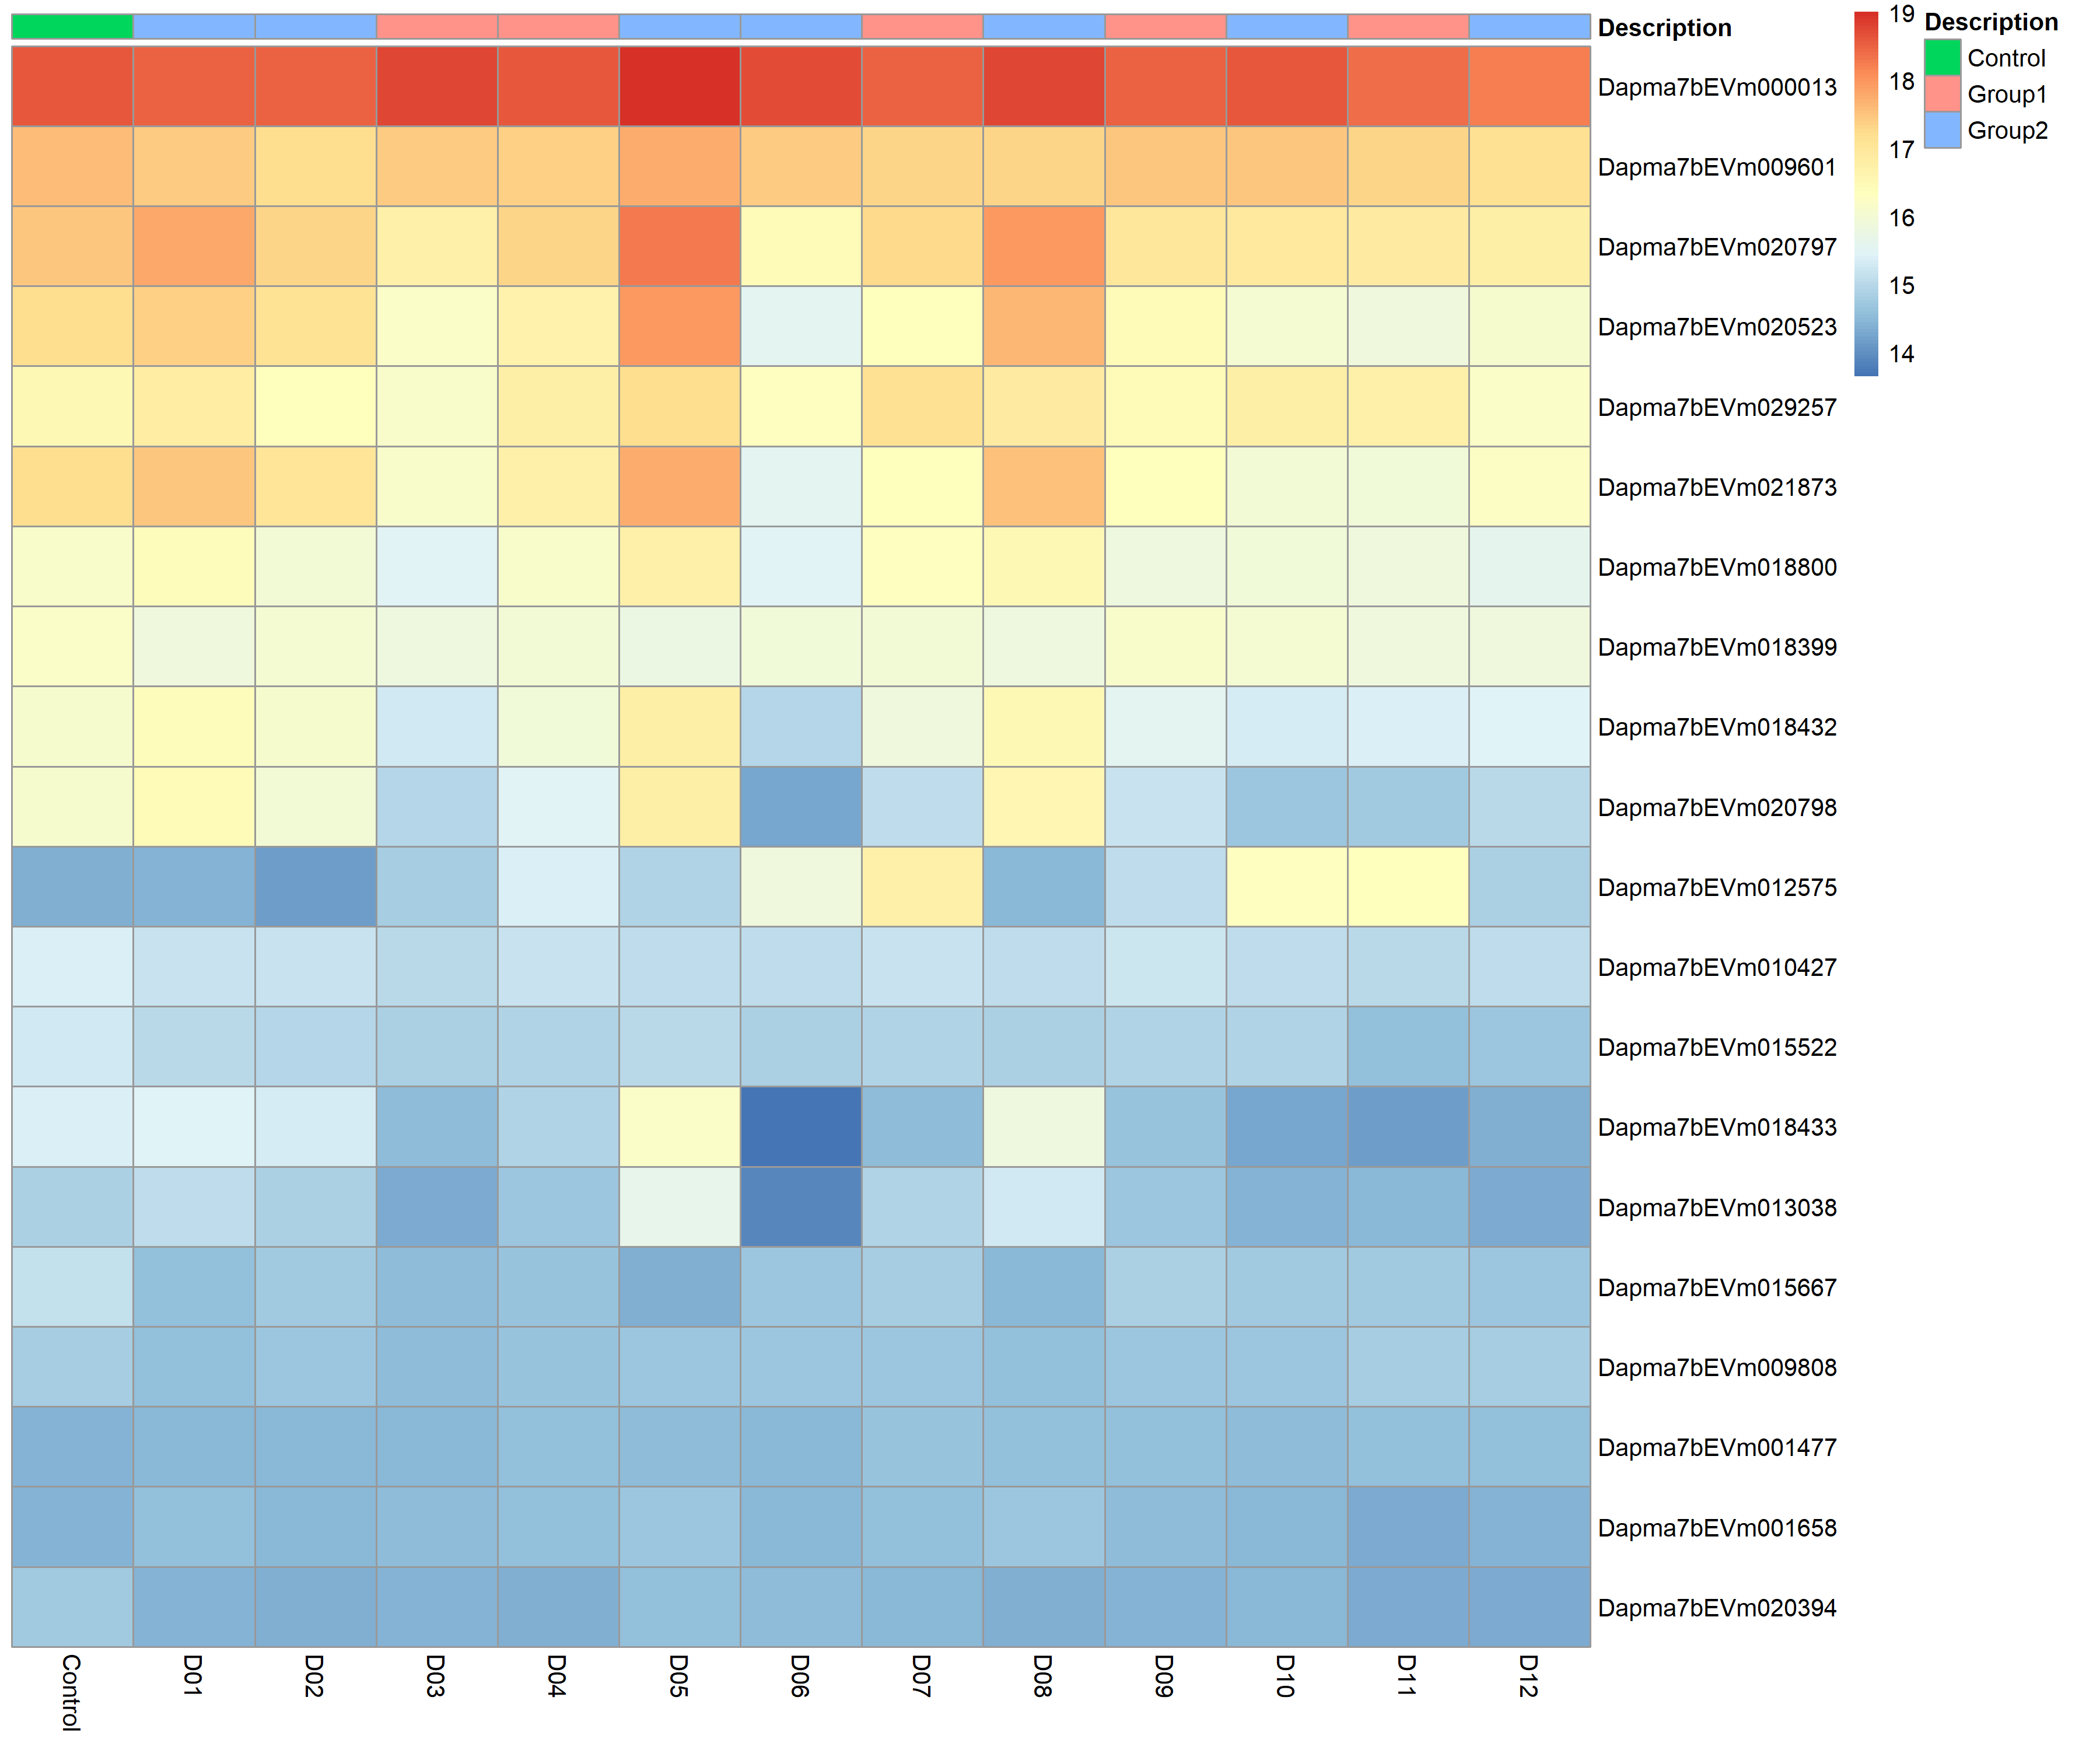 Description
Dapma7bEVm000013
Dapma7bEVm009601
Dapma7bEVm020797
Dapma7bEVm020523
Dapma7bEVm029257
Dapma7bEVm021873
Dapma7bEVm018800
Dapma7bEVm018399
Dapma7bEVm018432
Dapma7bEVm020798
Dapma7bEVm012575
Dapma7bEVm010427
Dapma7bEVm015522
Dapma7bEVm018433
Dapma7bEVm013038
Dapma7bEVm015667
Dapma7bEVm009808
Dapma7bEVm001477
Dapma7bEVm001658
Dapma7bEVm020394
Control
D01
D02
D03
D04
D05
D06
D07
D08
D09
D10
D11
D12
19
18
17
16
15
14
Description
Control
Group1
Group2